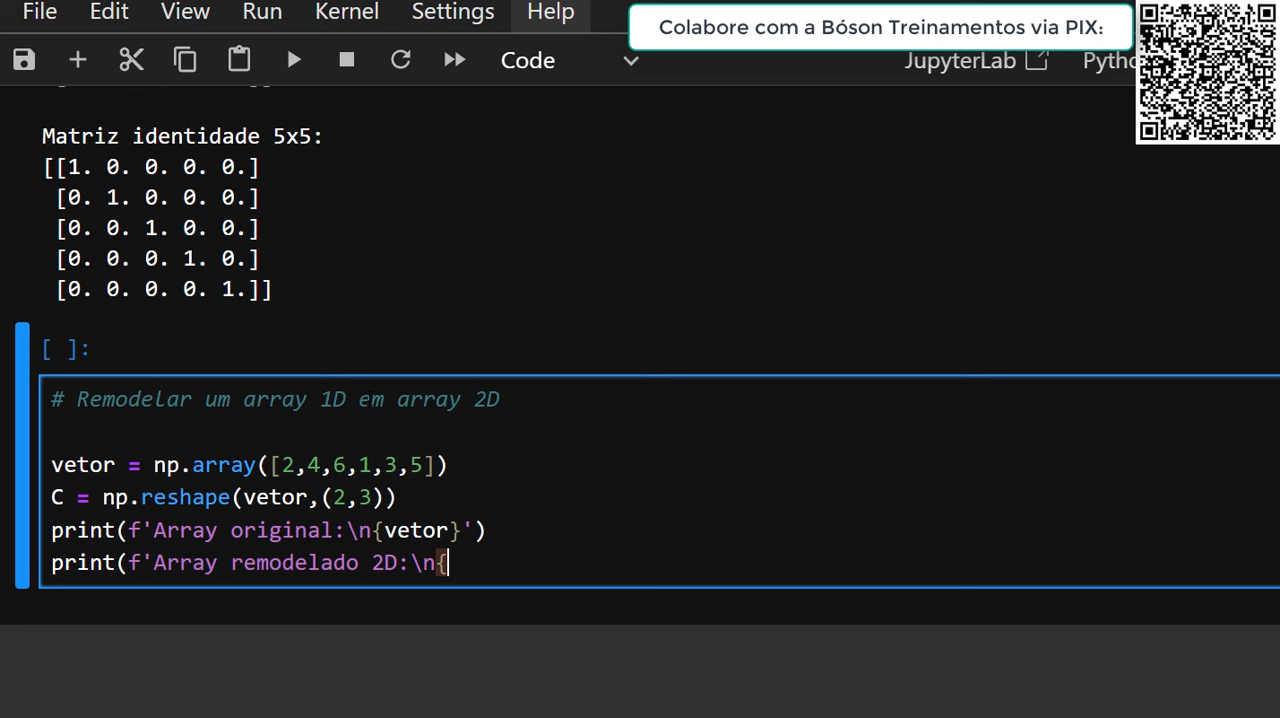 File Edit View Run Kernel Settings Help
Colabore com a Bóson Treinamentos via PIX:
Code
JupyterLab
Matriz identidade 5x5:
[[1. 0. 0. 0. 0.]
[0. 1. 0. 0. 0.]
[0. 0. 1. 0. 0.]
[0. 0. 0. 1. 0.]
[0. 0. 0. 0. 1.]]
[ ]:
# Remodelar um array 1D em array 2D
vetor = np.array([2,4,6,1,3,5])
C = np.reshape(vetor,(2,3))
print(f'Array original:\n{vetor}')
print(f'Array remodelado 2D:\n{